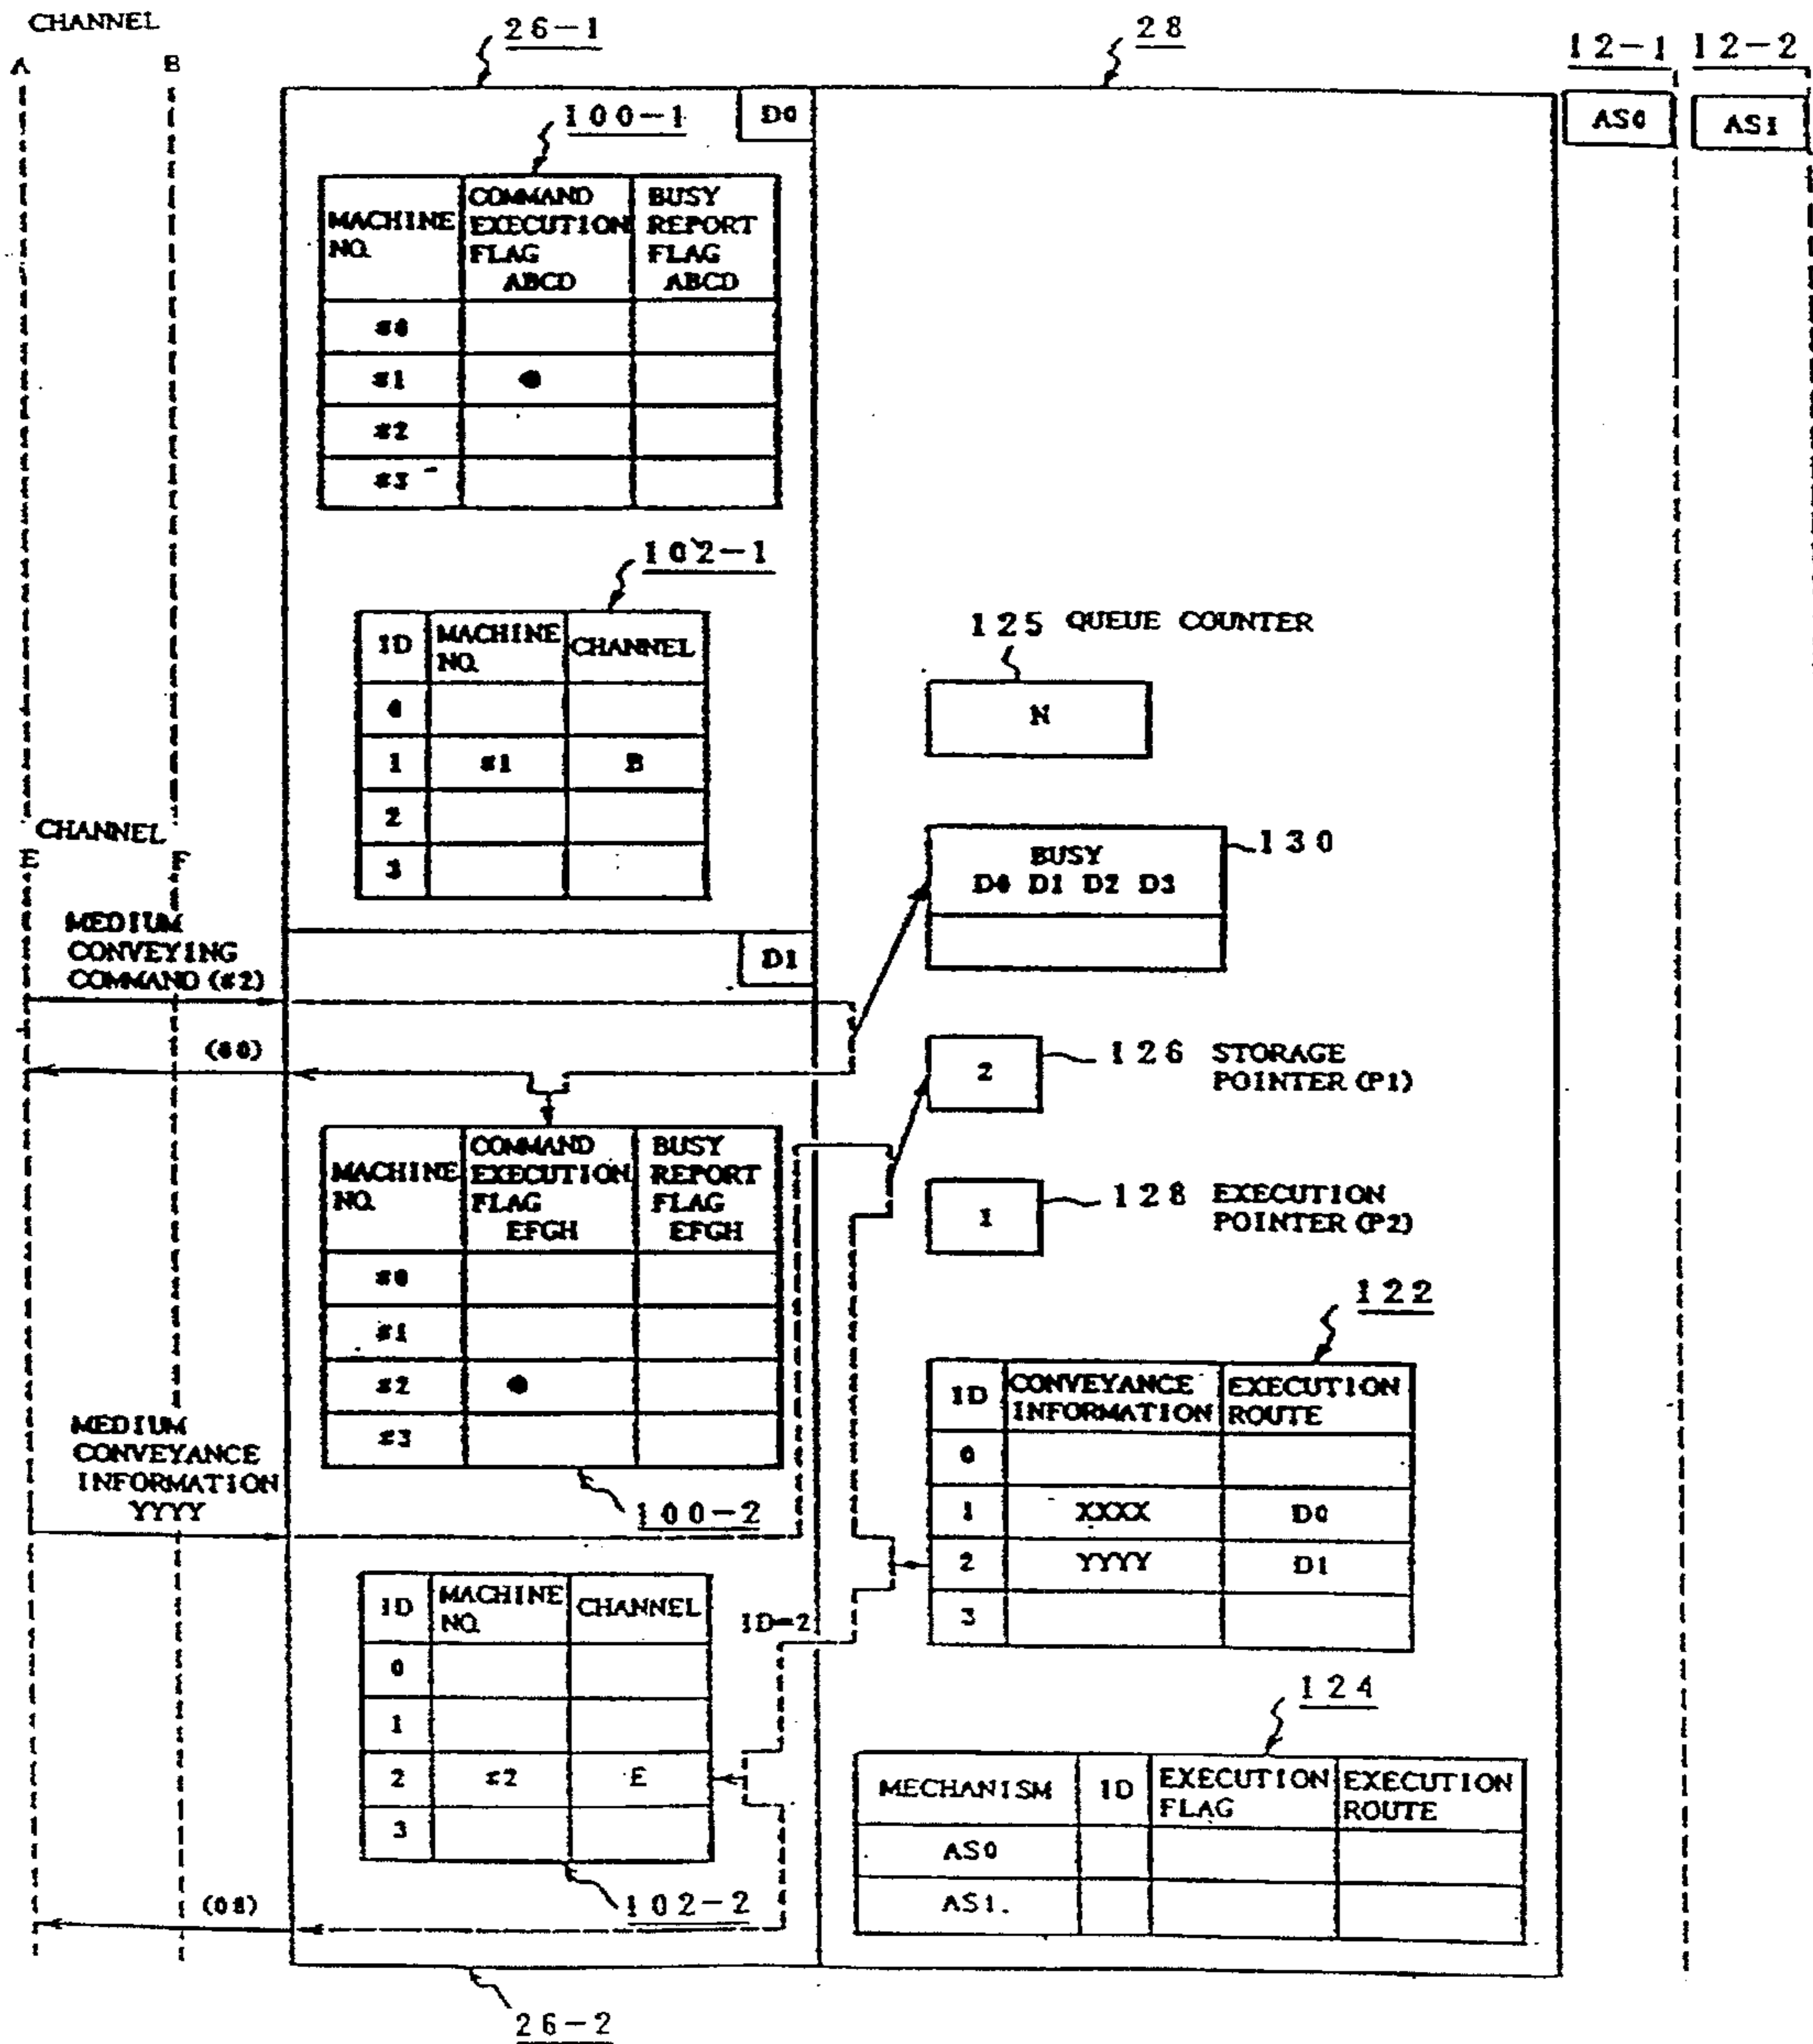 CHANNEL
A B
26-1
28
12-1 12-2
D0
AS0
AS1
100-1
MACHINE NO.
COMMAND EXECUTION FLAG ABCD
BUSY REPORT FLAG ABCD
#0
#1 ●
#2
#3
102-1
ID
MACHINE NO.
CHANNEL
0
1 #1 B
2
3
125 QUEUE COUNTER
N
CHANNEL
E F
130
BUSY
D0 D1 D2 D3
MEDIUM
CONVEYING
COMMAND (#2)
D1
126 STORAGE
POINTER (P1)
2
128 EXECUTION
POINTER (P2)
1
MACHINE NO.
COMMAND EXECUTION FLAG EFGH
BUSY REPORT FLAG EFGH
#0
#1
#2 ●
#3
100-2
122
ID
CONVEYANCE INFORMATION
EXECUTION ROUTE
0
1 XXXX D0
2 YYYY D1
3
MEDIUM
CONVEYANCE
INFORMATION
YYYY
ID=2
ID
MACHINE NO.
CHANNEL
0
1
2 #2 E
3
102-2
(08)
124
MECHANISM
ID
EXECUTION FLAG
EXECUTION ROUTE
AS0
AS1.
26-2